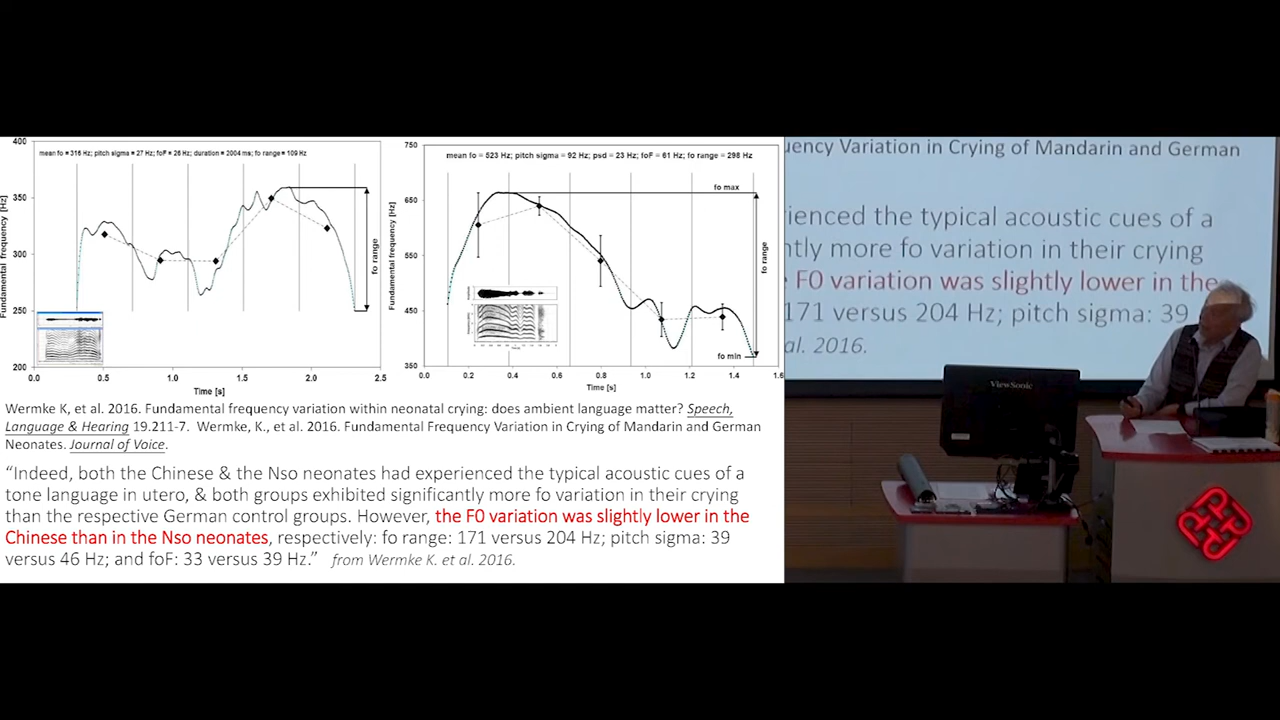 mean fo = 316 Hz; pitch sigma = 27 Hz; foF = 26 Hz; duration = 2004 ms; fo range = 109 Hz
400
350
300
250
200
Fundamental frequency [Hz]
fo range
0.0 0.5 1.0 1.5 2.0 2.5
Time [s]
mean fo = 523 Hz; pitch sigma = 92 Hz; psd = 23 Hz; foF = 61 Hz; fo range = 298 Hz
750
650
550
450
350
Fundamental frequency [Hz]
fo max
fo range
fo min
0.0 0.2 0.4 0.6 0.8 1.0 1.2 1.4 1.6
Time [s]
Wermke K, et al. 2016. Fundamental frequency variation within neonatal crying: does ambient language matter? Speech,
Language & Hearing 19.211-7. Wermke, K., et al. 2016. Fundamental Frequency Variation in Crying of Mandarin and German
Neonates. Journal of Voice.
“Indeed, both the Chinese & the Nso neonates had experienced the typical acoustic cues of a
tone language in utero, & both groups exhibited significantly more fo variation in their crying
than the respective German control groups. However, the F0 variation was slightly lower in the
Chinese than in the Nso neonates, respectively: fo range: 171 versus 204 Hz; pitch sigma: 39
versus 46 Hz; and foF: 33 versus 39 Hz.” from Wermke K. et al. 2016.
uency Variation in Crying of Mandarin and German
rienced the typical acoustic cues of a
ntly more fo variation in their crying
F0 variation was slightly lower in the
171 versus 204 Hz; pitch sigma: 39
al. 2016.
ViewSonic